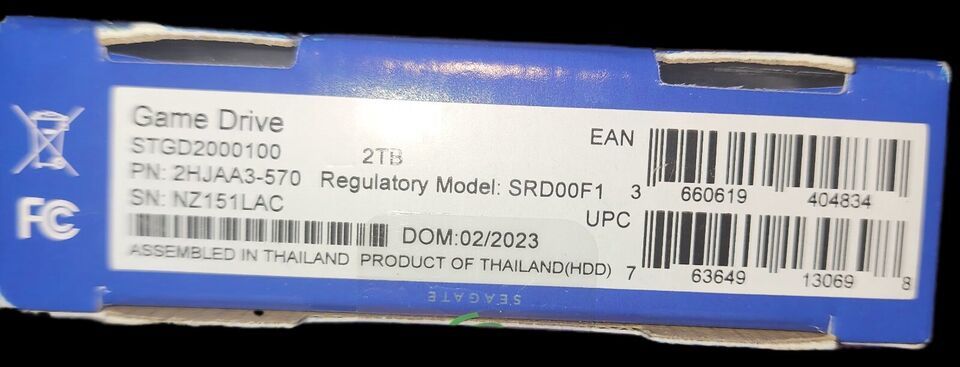 Game Drive
STGD2000100 2TB
PN: 2HJAA3-570 Regulatory Model: SRD00F1
SN: NZ151LAC
DOM:02/2023
ASSEMBLED IN THAILAND PRODUCT OF THAILAND(HDD)
EAN
3 660619 404834
UPC
7 63649 13069 8
FC
SEAGATE